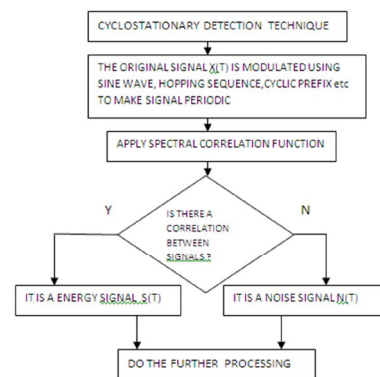 CYCLOSTATIONARY DETECTION TECHNIQUE
THE ORIGINAL SIGNAL X(T) IS MODULATED USING
SINE WAVE, HOPPING SEQUENCE,CYCLIC PREFIX etc
TO MAKE SIGNAL PERIODIC
APPLY SPECTRAL CORRELATION FUNCTION
Y
N
IS THERE A
CORRELATION
BETWEEN
SIGNALS ?
IT IS A ENERGY SIGNAL S(T)
IT IS A NOISE SIGNAL N(T)
DO THE FURTHER PROCESSING